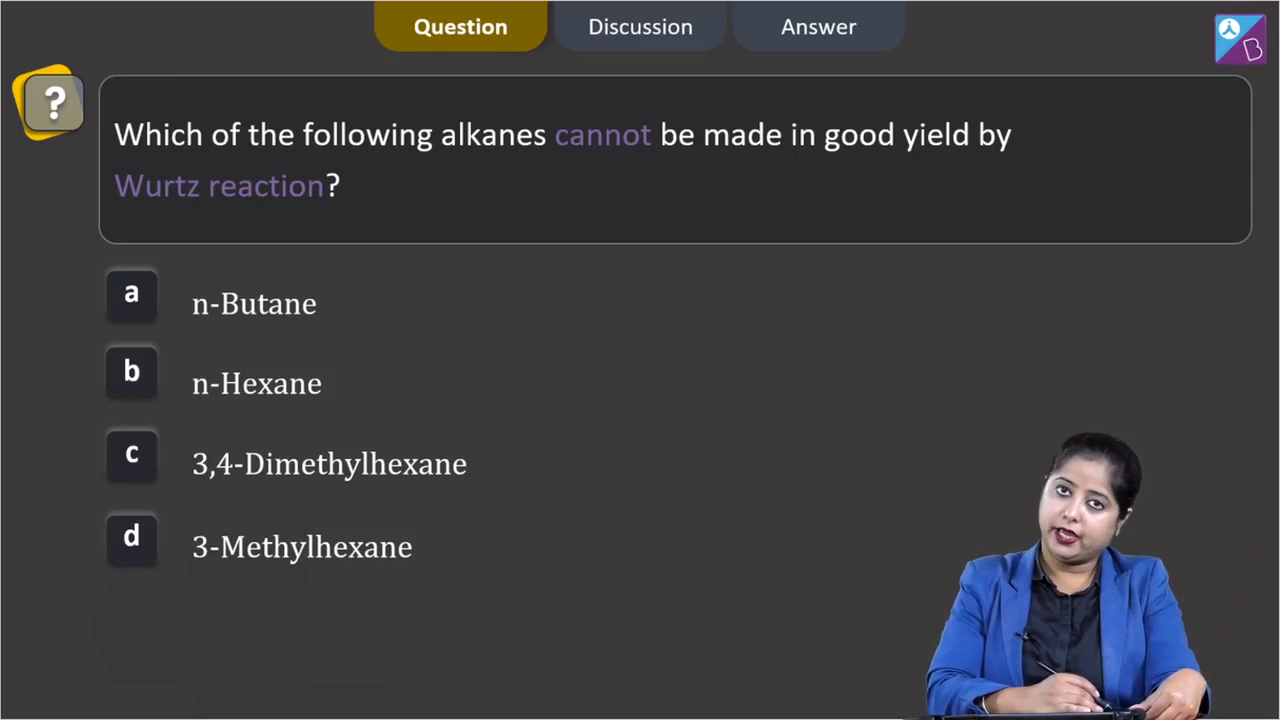 Question
Discussion
Answer
?
Which of the following alkanes cannot be made in good yield by
Wurtz reaction?
a
n-Butane
b
n-Hexane
c
3,4-Dimethylhexane
d
3-Methylhexane
B